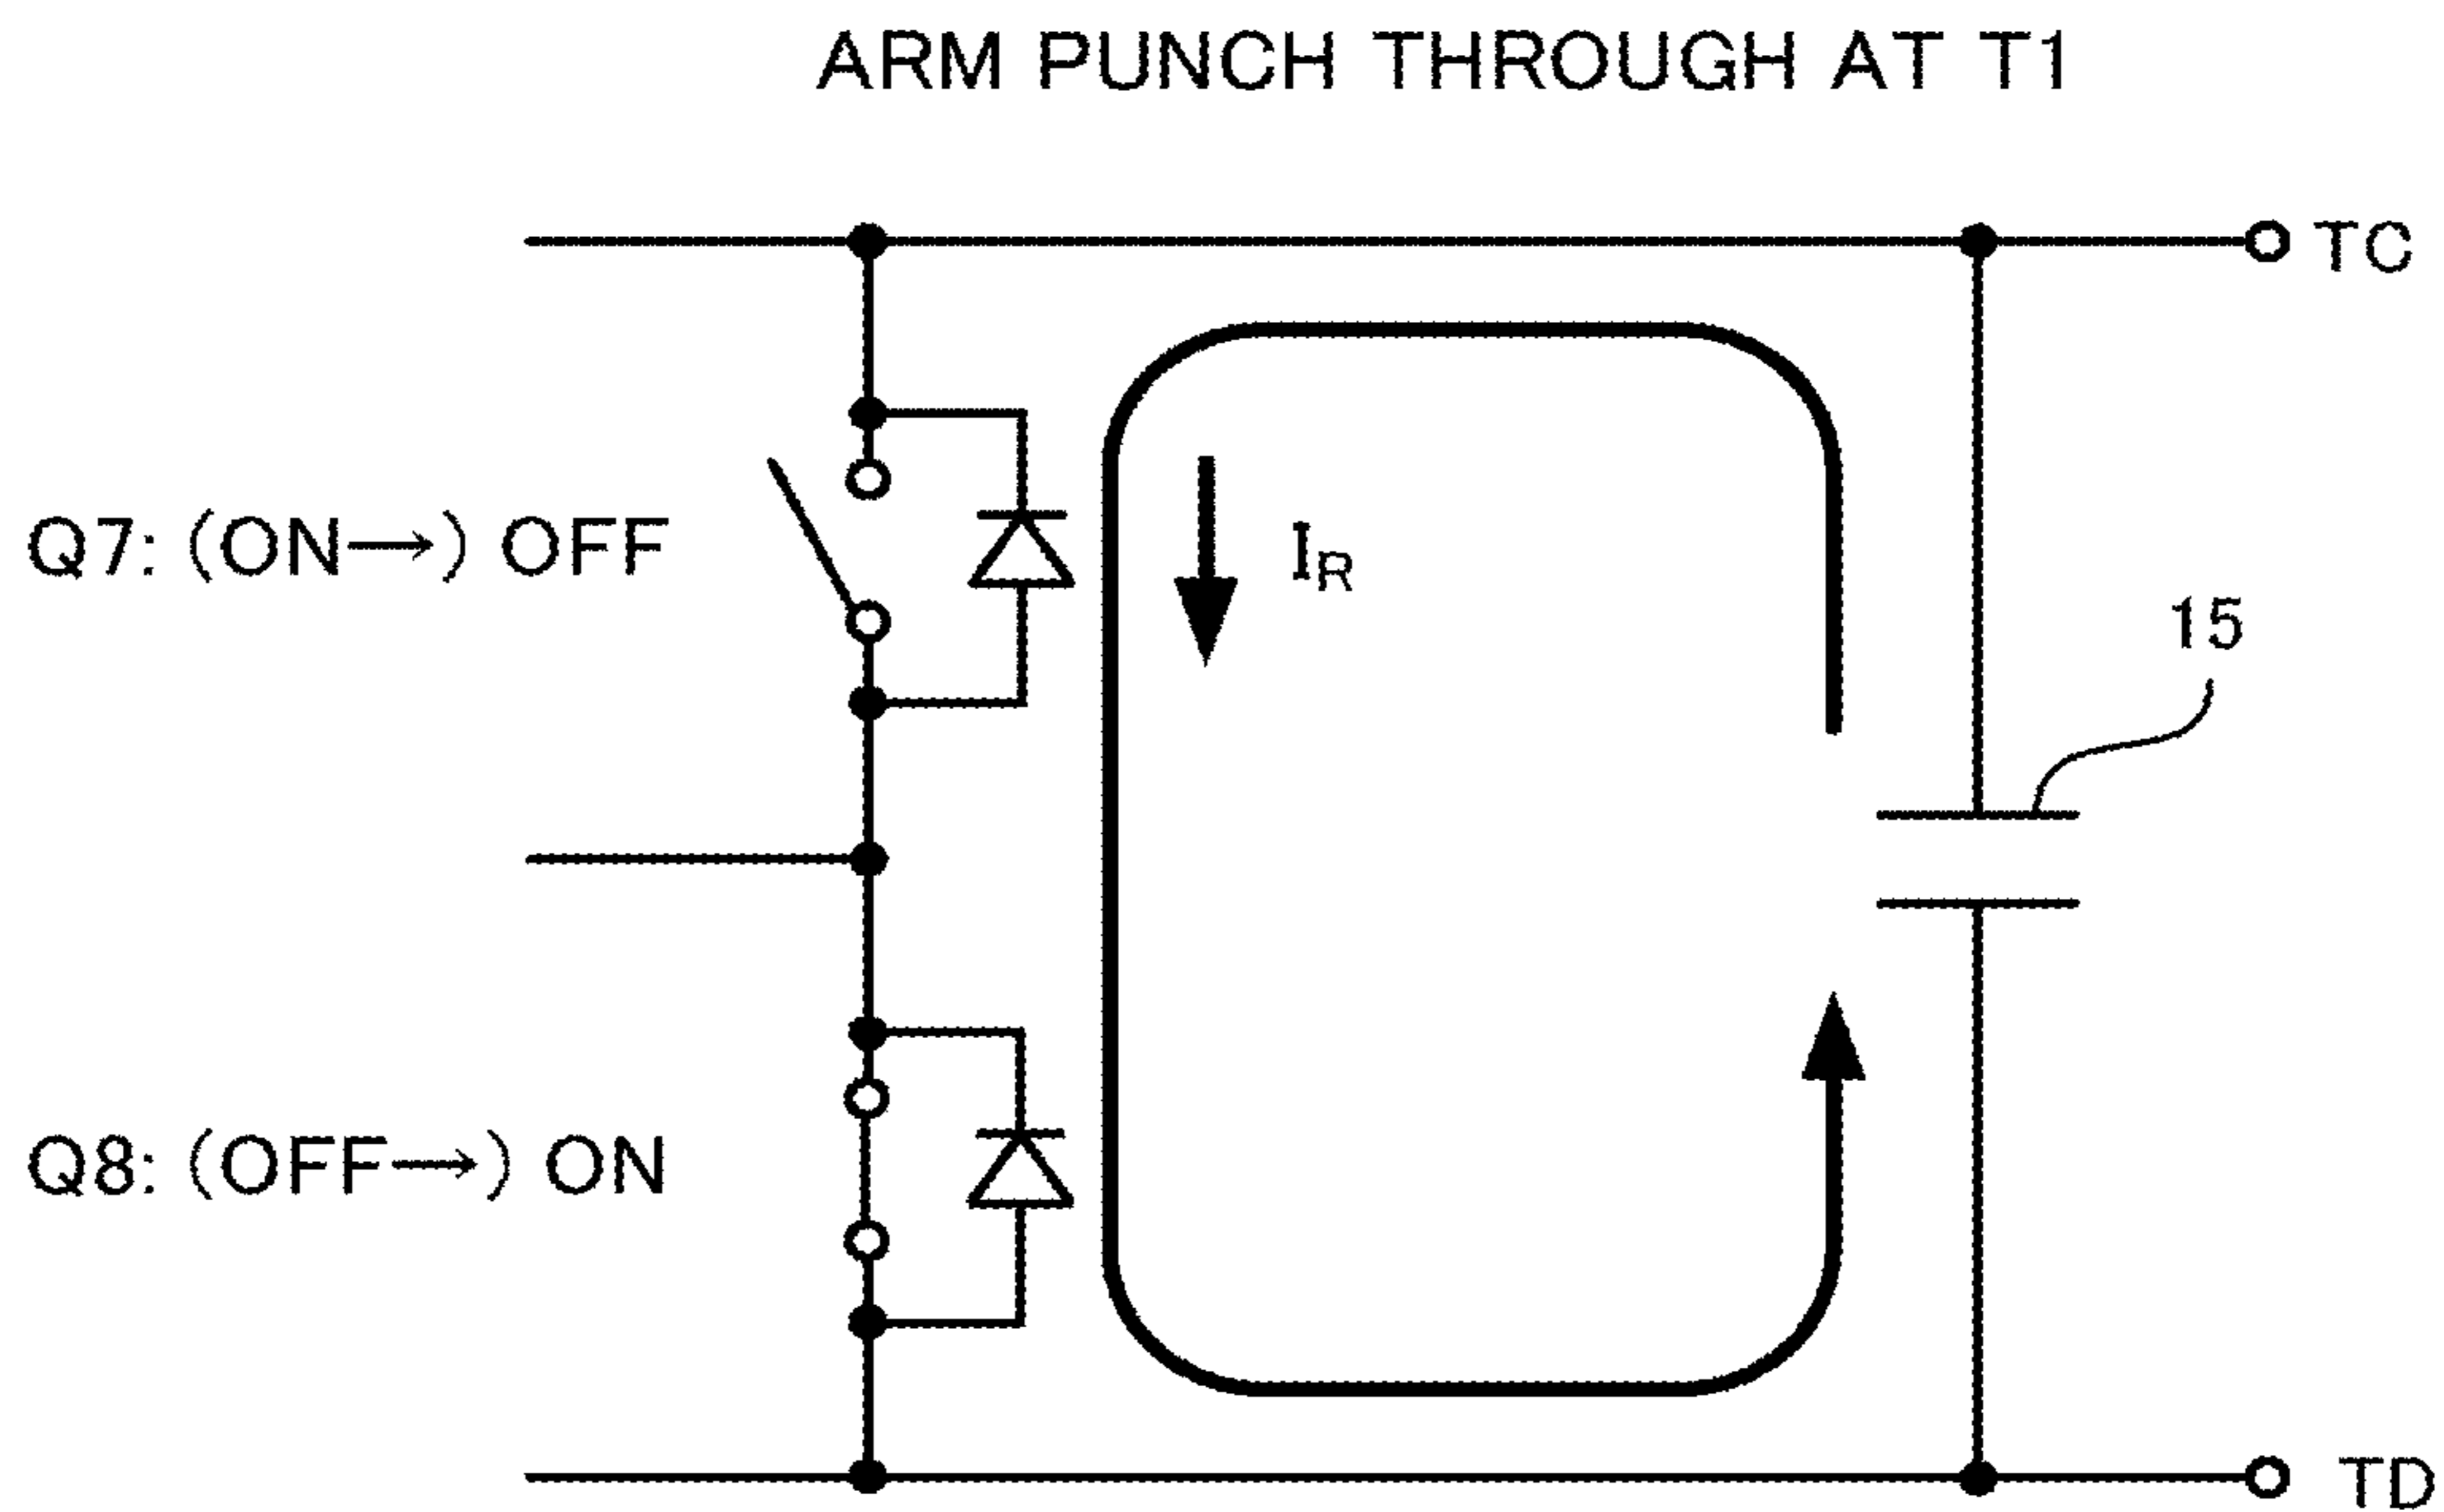 ARM PUNCH THROUGH AT T1
TC
Q7: (ON→) OFF
IR
15
Q8: (OFF→) ON
TD